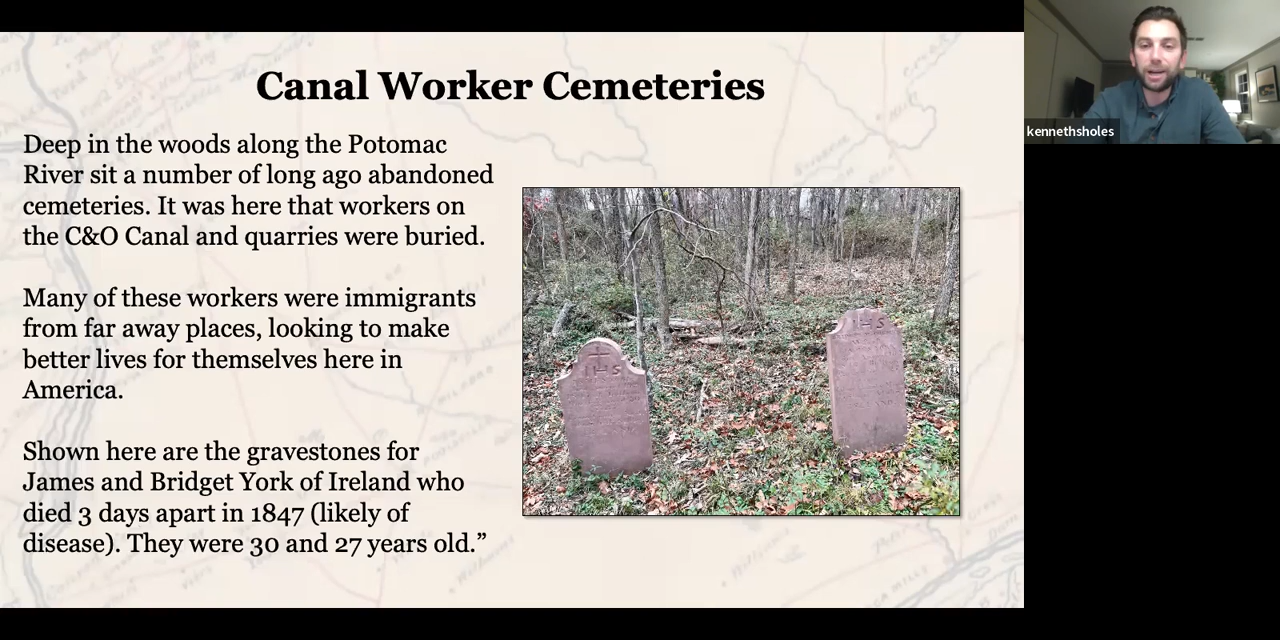 Canal Worker Cemeteries
Deep in the woods along the Potomac
River sit a number of long ago abandoned
cemeteries. It was here that workers on
the C&O Canal and quarries were buried.
Many of these workers were immigrants
from far away places, looking to make
better lives for themselves here in
America.
Shown here are the gravestones for
James and Bridget York of Ireland who
died 3 days apart in 1847 (likely of
disease). They were 30 and 27 years old.”
IHS
IHS
kennethsholes